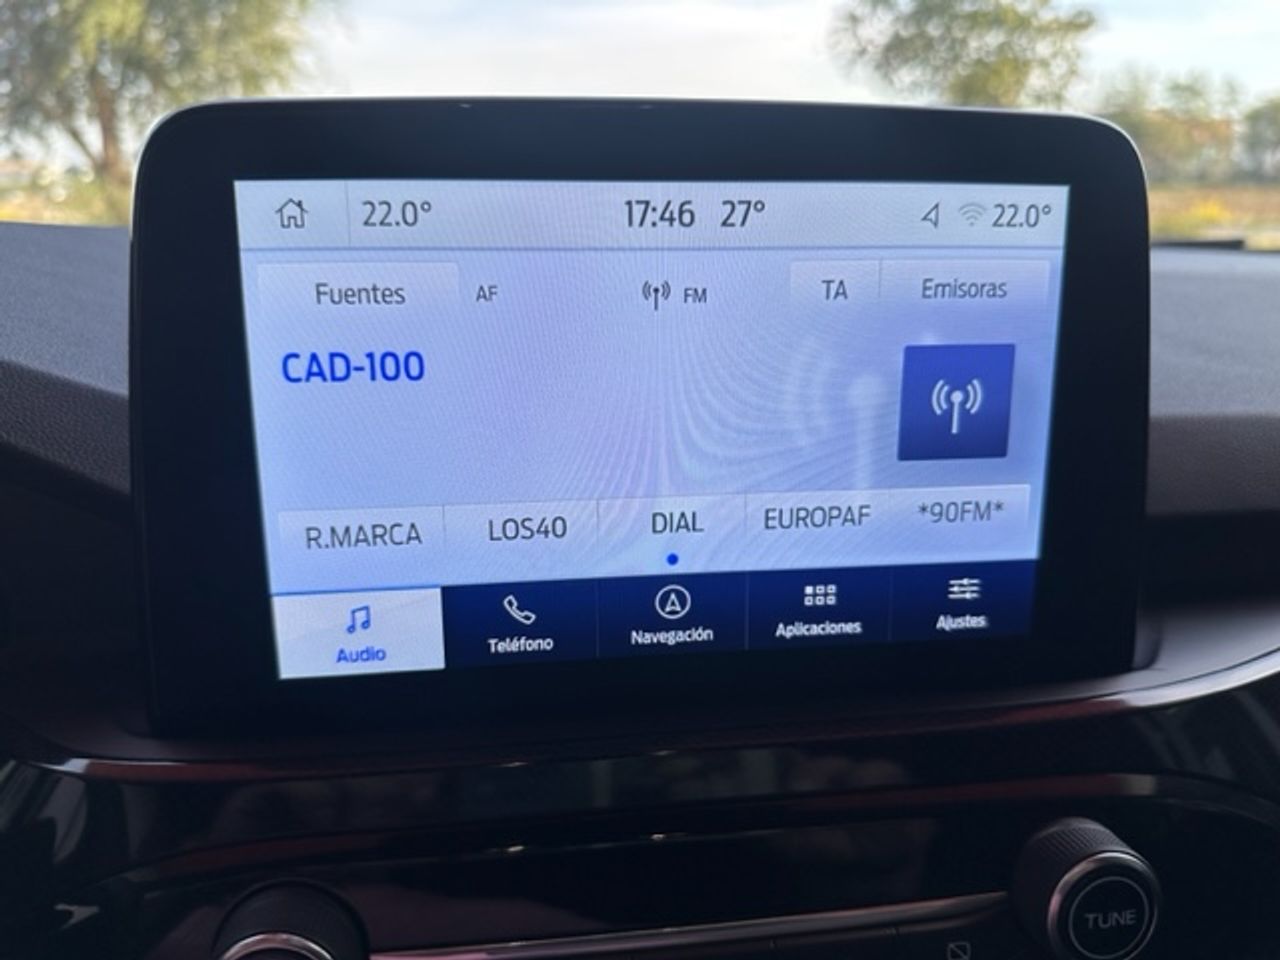 22.0° 17:46 27° 22.0°
Fuentes AF FM TA Emisoras
CAD-100
R.MARCA LOS40 DIAL EUROPAF *90FM*
Audio Teléfono Navegación Aplicaciones Ajustes
TUNE